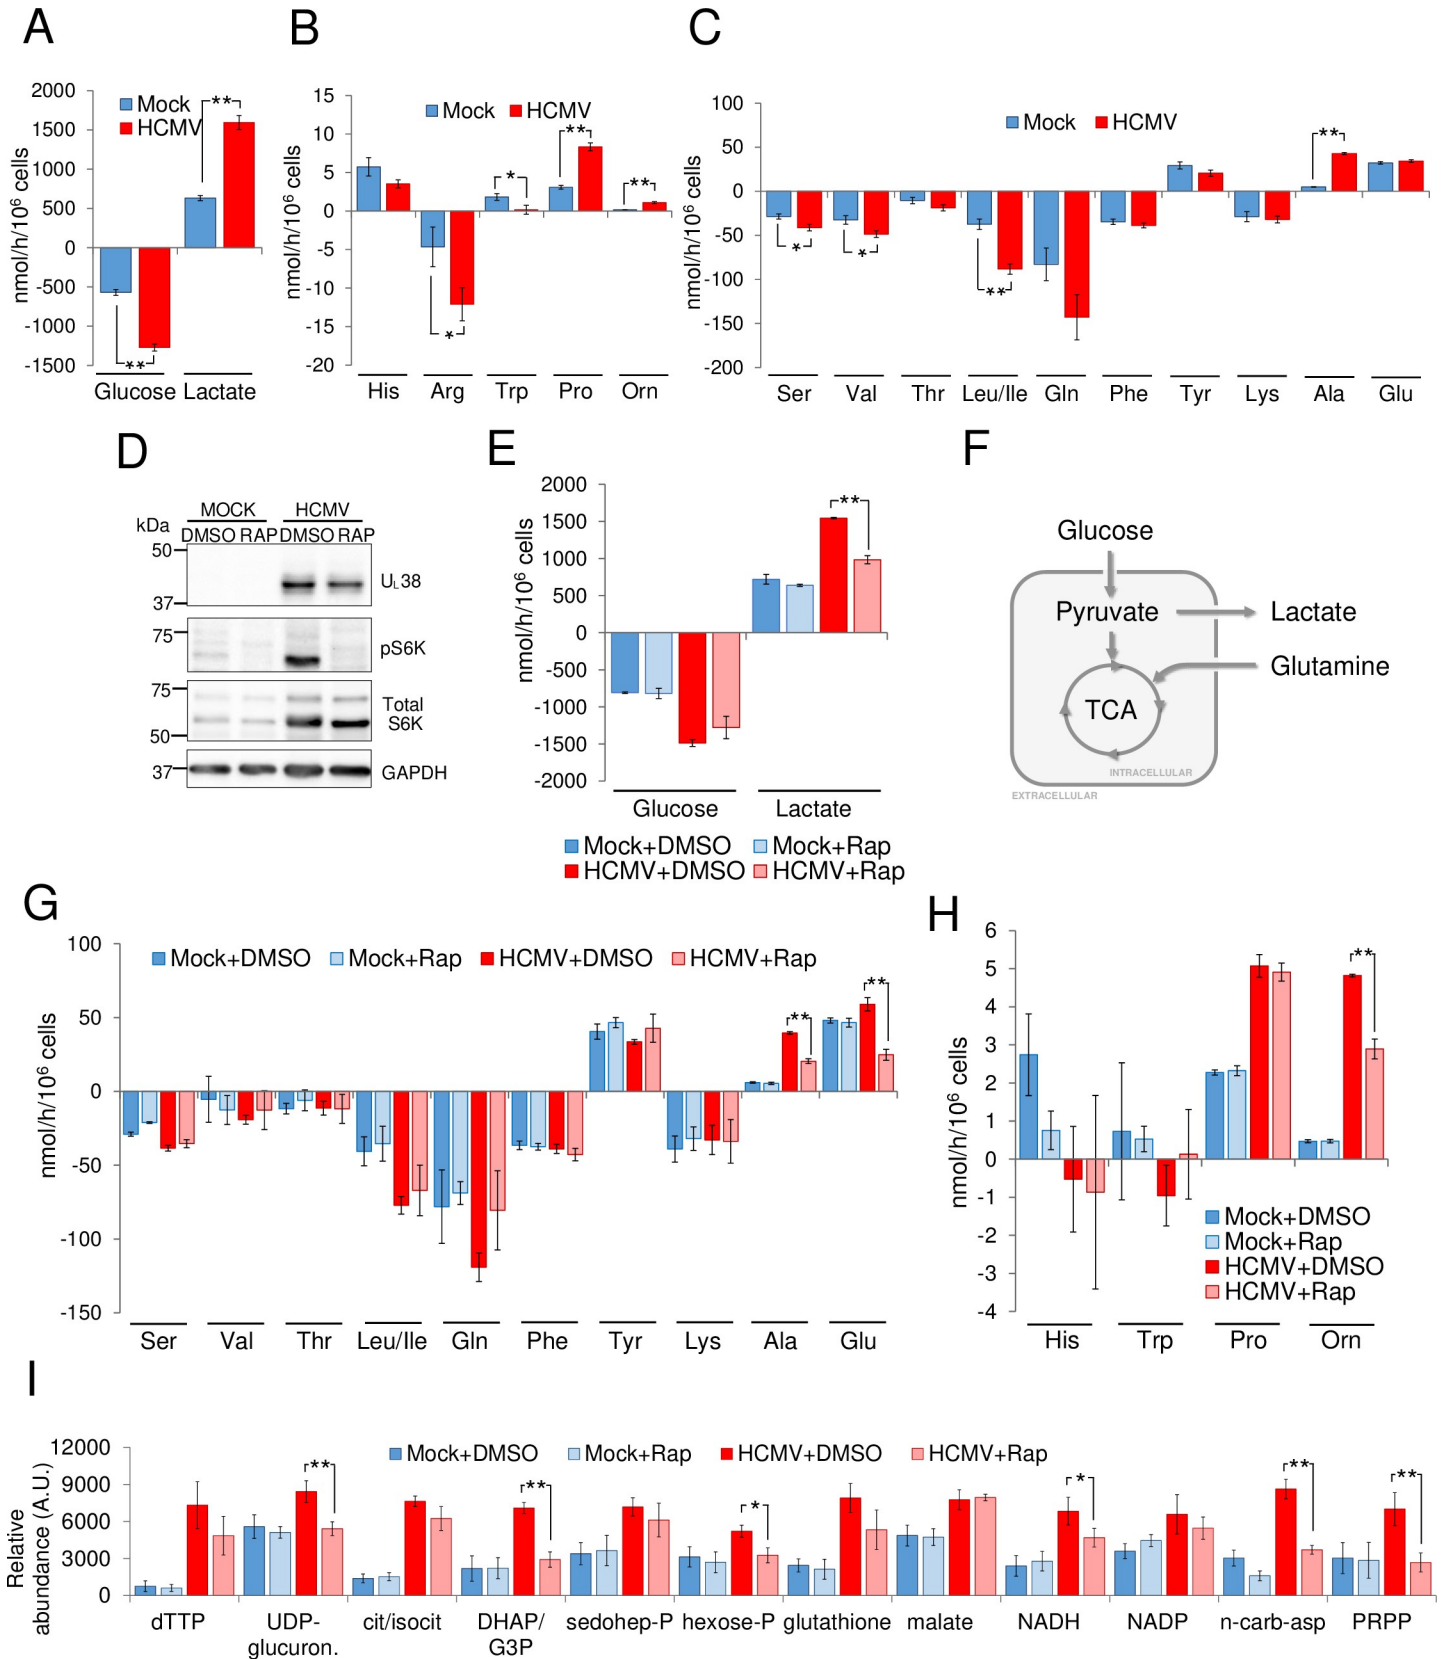 A
2000
1500
1000
500
0
-500
-1000
-1500
nmol/h/10⁶ cells
Mock
HCMV
**
**
Glucose Lactate
B
15
10
5
0
-5
-10
-15
-20
nmol/h/10⁶ cells
Mock HCMV
*
*
**
**
His Arg Trp Pro Orn
C
100
50
0
-50
-100
-150
-200
nmol/h/10⁶ cells
Mock HCMV
*
*
**
**
Ser Val Thr Leu/Ile Gln Phe Tyr Lys Ala Glu
D
MOCK HCMV
kDa
DMSO RAP DMSO RAP
50
37
UL38
75
pS6K
75
50
Total
S6K
37
GAPDH
E
2000
1500
1000
500
0
-500
-1000
-1500
-2000
nmol/h/10⁶ cells
**
Glucose Lactate
Mock+DMSO Mock+Rap
HCMV+DMSO HCMV+Rap
F
Glucose
Pyruvate
Lactate
Glutamine
TCA
INTRACELLULAR
EXTRACELLULAR
G
100
50
0
-50
-100
-150
nmol/h/10⁶ cells
Mock+DMSO Mock+Rap HCMV+DMSO HCMV+Rap
**
**
Ser Val Thr Leu/Ile Gln Phe Tyr Lys Ala Glu
H
6
5
4
3
2
1
0
-1
-2
-3
-4
nmol/h/10⁶ cells
**
Mock+DMSO
Mock+Rap
HCMV+DMSO
HCMV+Rap
His Trp Pro Orn
I
12000
9000
6000
3000
0
Relative
abundance (A.U.)
Mock+DMSO Mock+Rap HCMV+DMSO HCMV+Rap
**
**
*
*
**
**
dTTP UDP- cit/isocit DHAP/ sedohep-P hexose-P glutathione malate NADH NADP n-carb-asp PRPP
glucuron. G3P